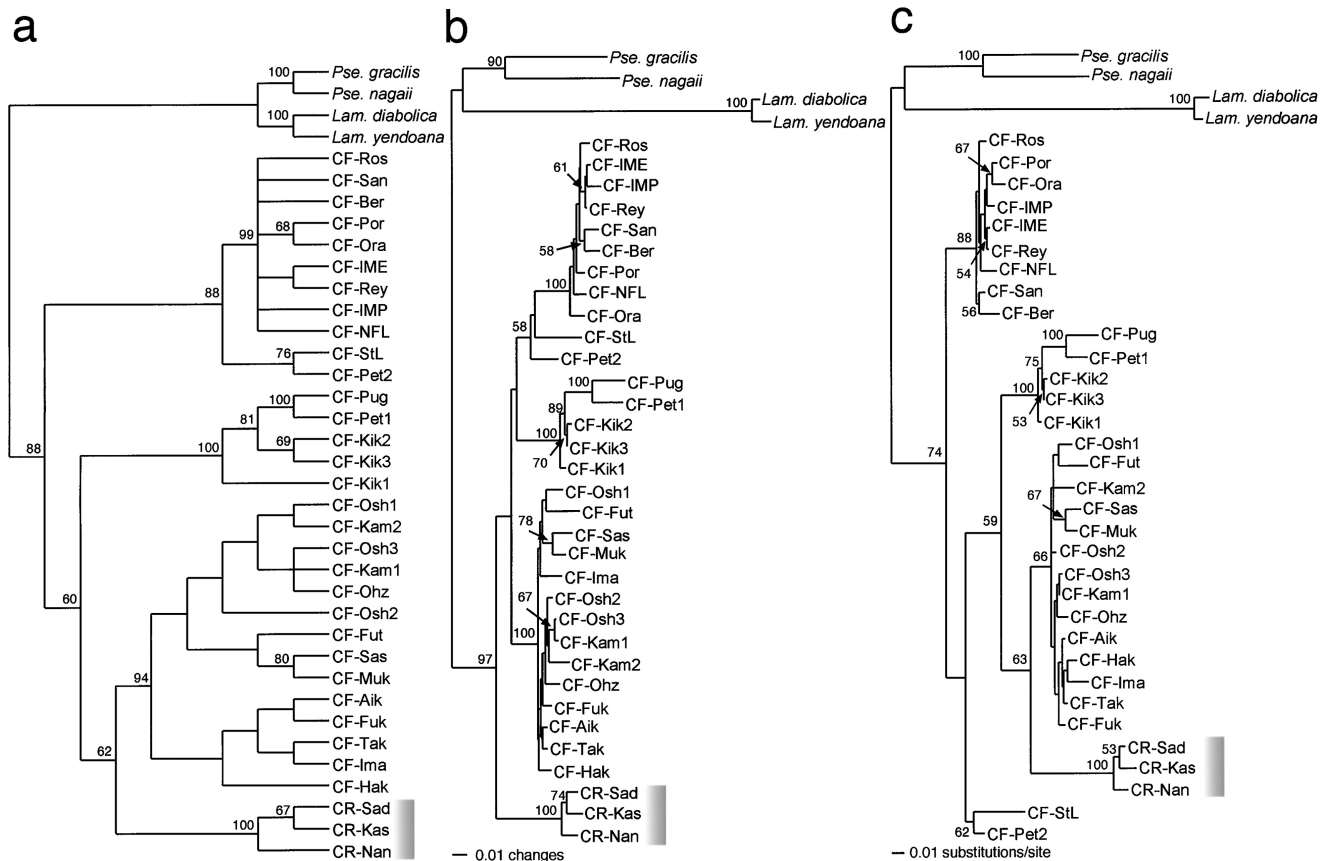 a
100
Pse. gracilis
Pse. nagaii
100
Lam. diabolica
Lam. yendoana
CF-Ros
CF-San
CF-Ber
68
CF-Por
99
CF-Ora
CF-IME
CF-Rey
88
CF-IMP
CF-NFL
76
CF-StL
CF-Pet2
100
CF-Pug
81
CF-Pet1
69
CF-Kik2
88
100
CF-Kik3
CF-Kik1
CF-Osh1
CF-Kam2
CF-Osh3
CF-Kam1
CF-Ohz
60
CF-Osh2
CF-Fut
80
CF-Sas
94
CF-Muk
CF-Aik
CF-Fuk
CF-Tak
62
CF-Ima
CF-Hak
67
CR-Sad
100
CR-Kas
CR-Nan
b
90
Pse. gracilis
Pse. nagaii
100
Lam. diabolica
Lam. yendoana
CF-Ros
61
CF-IME
CF-IMP
CF-Rey
CF-San
58
CF-Ber
CF-Por
100
CF-NFL
CF-Ora
58
CF-StL
CF-Pet2
100
CF-Pug
CF-Pet1
89
CF-Kik2
100
CF-Kik3
70
CF-Kik1
CF-Osh1
CF-Fut
78
CF-Sas
CF-Muk
CF-Ima
67
CF-Osh2
CF-Osh3
100
CF-Kam1
CF-Kam2
97
CF-Ohz
CF-Fuk
CF-Aik
CF-Tak
CF-Hak
74
CR-Sad
100
CR-Kas
CR-Nan
0.01 changes
c
100
Pse. gracilis
Pse. nagaii
100
Lam. diabolica
Lam. yendoana
CF-Ros
67
CF-Por
CF-Ora
CF-IMP
CF-IME
88
CF-Rey
54
CF-NFL
CF-San
56
CF-Ber
100
CF-Pug
75
CF-Pet1
CF-Kik2
100
CF-Kik3
53
CF-Kik1
CF-Osh1
74
CF-Fut
CF-Kam2
67
CF-Sas
59
CF-Muk
CF-Osh2
66
CF-Osh3
CF-Kam1
CF-Ohz
CF-Aik
63
CF-Hak
CF-Ima
CF-Tak
CF-Fuk
53
CR-Sad
100
CR-Kas
CR-Nan
CF-StL
62
CF-Pet2
0.01 substitutions/site